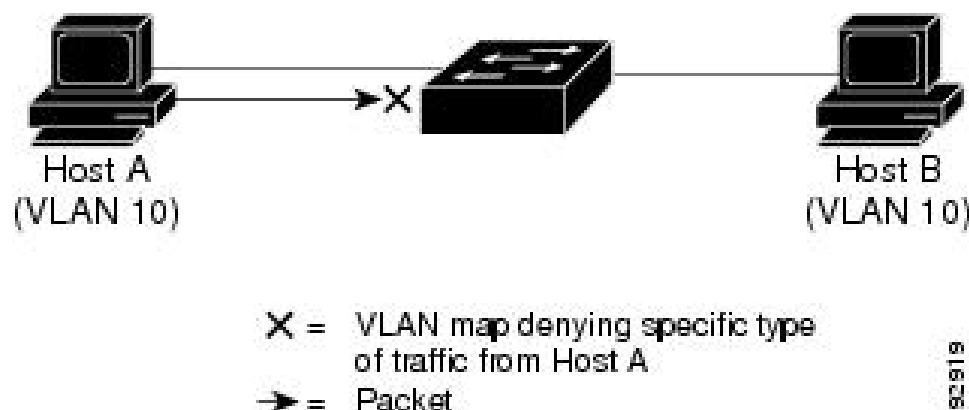 Host A
(VLAN 10)
Host B
(VLAN 10)
X = VLAN map denying specific type
of traffic from Host A
→ = Packet
92919